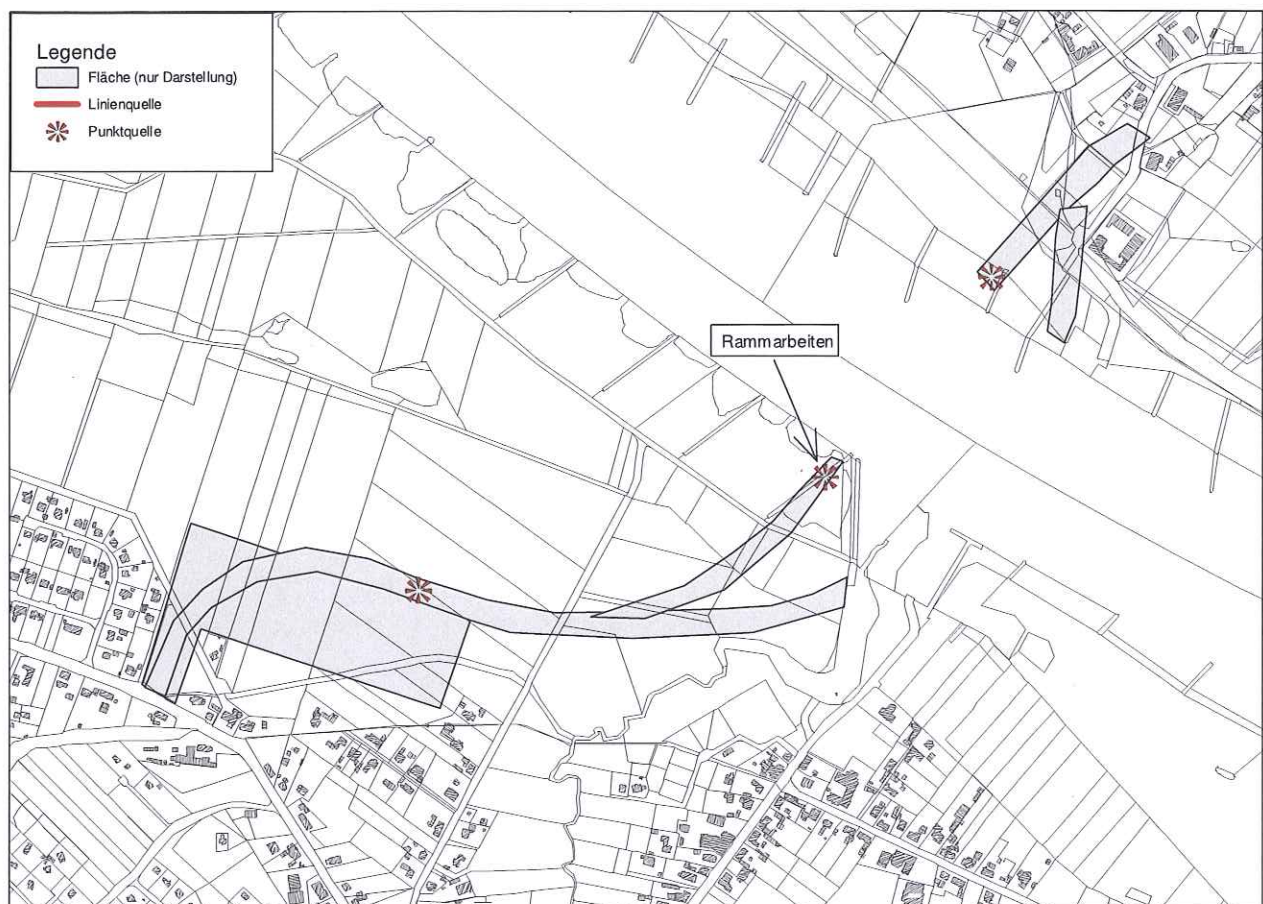 Legende
Fläche (nur Darstellung)
Linienquelle
Punktquelle
Rammarbeiten